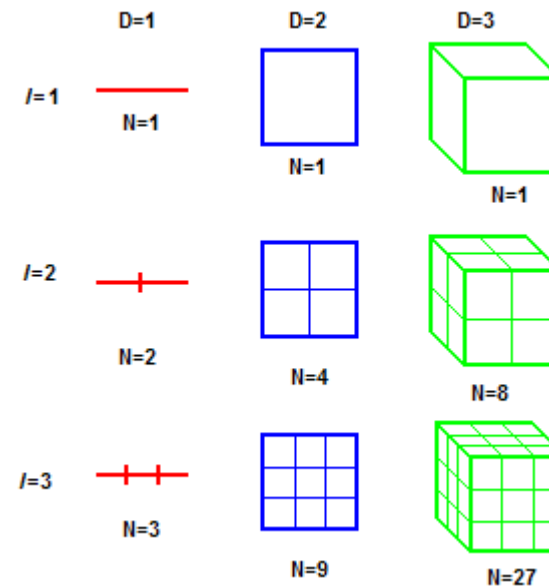 D=1 D=2 D=3
l=1
N=1 N=1 N=1
l=2
N=2 N=4 N=8
l=3
N=3 N=9 N=27